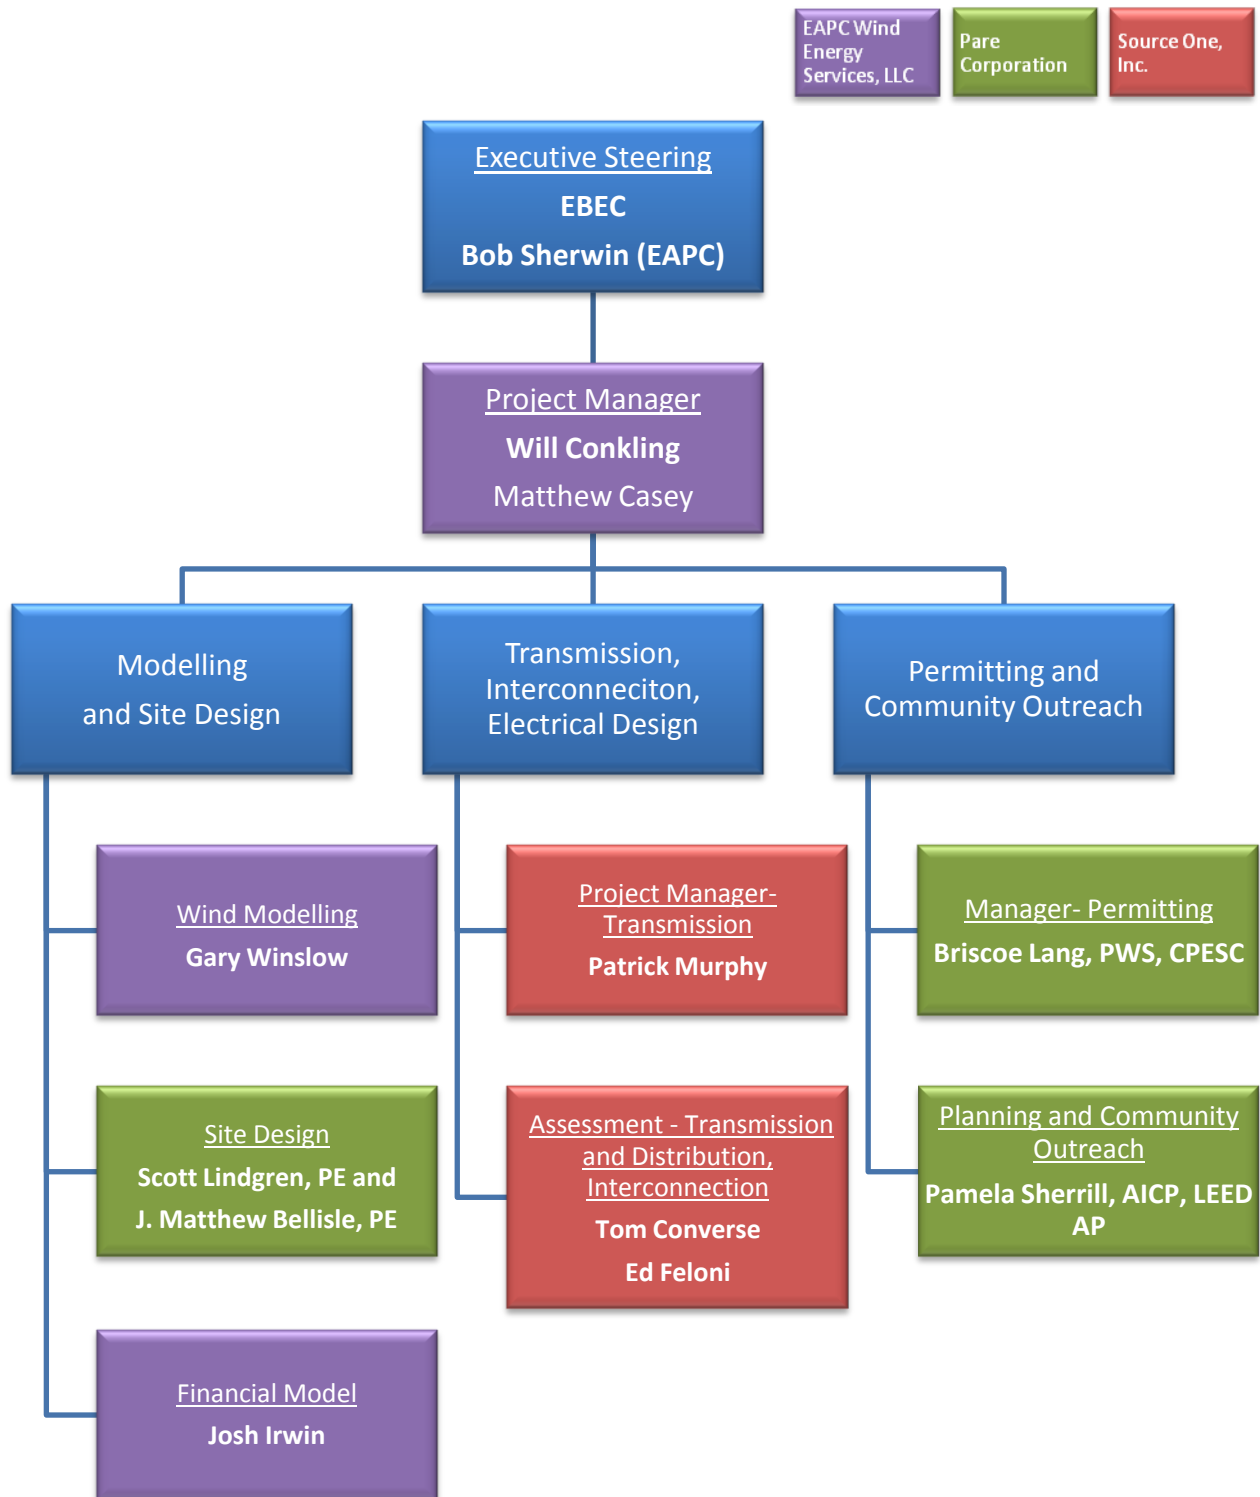 EAPC Wind
Energy
Services, LLC
Pare
Corporation
Source One,
Inc.
Executive Steering
EBEC
Bob Sherwin (EAPC)
Project Manager
Will Conkling
Matthew Casey
Modelling
and Site Design
Transmission,
Interconneciton,
Electrical Design
Permitting and
Community Outreach
Wind Modelling
Gary Winslow
Project Manager-
Transmission
Patrick Murphy
Manager- Permitting
Briscoe Lang, PWS, CPESC
Site Design
Scott Lindgren, PE and
J. Matthew Bellisle, PE
Assessment - Transmission
and Distribution,
Interconnection
Tom Converse
Ed Feloni
Planning and Community
Outreach
Pamela Sherrill, AICP, LEED
AP
Financial Model
Josh Irwin